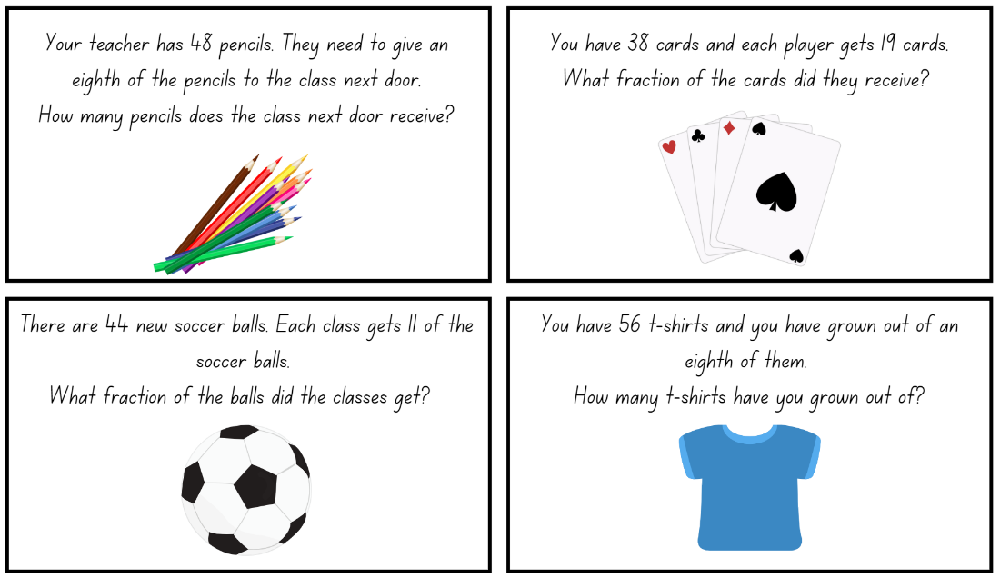 Your teacher has 48 pencils. They need to give an
eighth of the pencils to the class next door.
How many pencils does the class next door receive?
You have 38 cards and each player gets 19 cards.
What fraction of the cards did they receive?
There are 44 new soccer balls. Each class gets 11 of the
soccer balls.
What fraction of the balls did the classes get?
You have 56 t-shirts and you have grown out of an
eighth of them.
How many t-shirts have you grown out of?